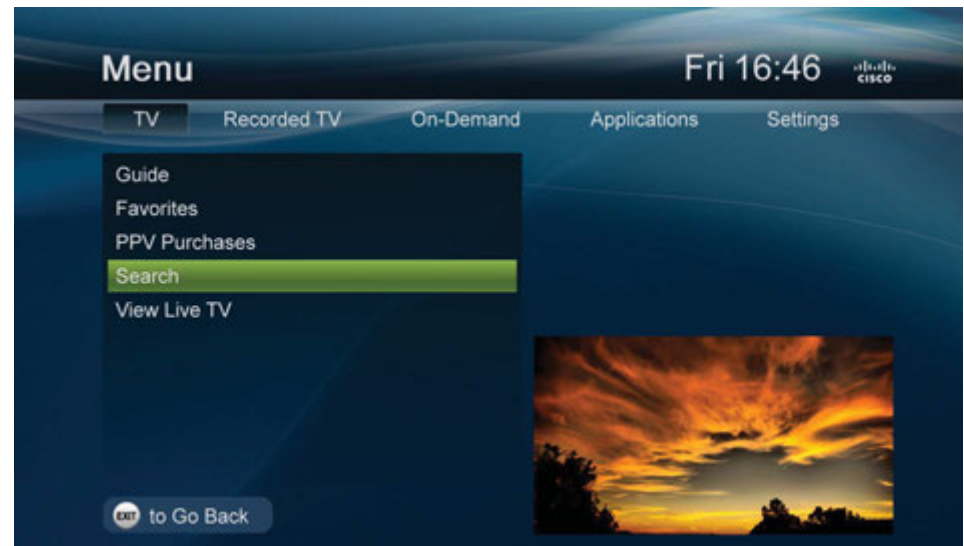 Menu
Fri 16:46
cisco
TV Recorded TV On-Demand Applications Settings
Guide
Favorites
PPV Purchases
Search
View Live TV
EXIT to Go Back